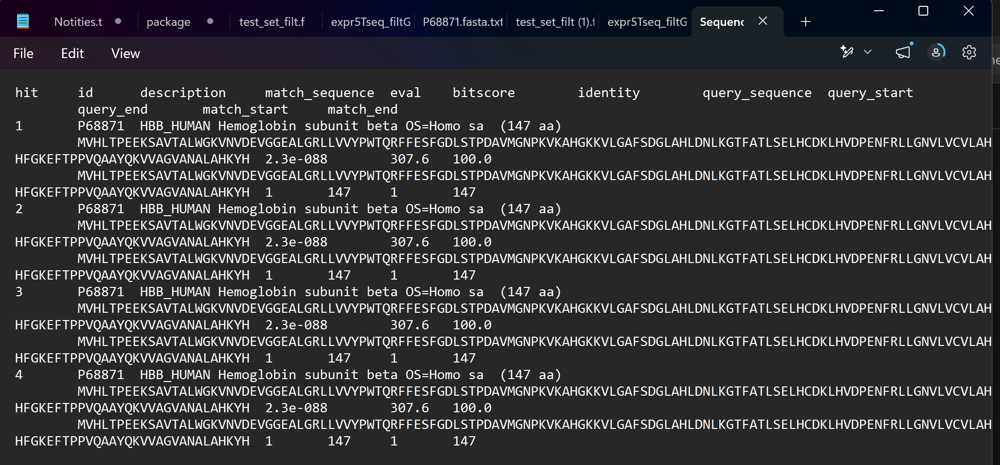 Notities.t package test_set_filt.f expr5Tseq_filtG P68871.fasta.txt test_set_filt (1).f expr5Tseq_filtG Sequenc
File Edit View
hit id description match_sequence eval bitscore identity query_sequence query_start
query_end match_start match_end
1 P68871 HBB_HUMAN Hemoglobin subunit beta OS=Homo sa (147 aa)
MVHLTPEEKSAVTALWGKVNVDEVGGEALGRLLVVYPWTQRFFESFGDLSTPDAVMGNPKVKAHGKKVLGAFSDGLAHLDNLKGTFATLSELHCDKLHVDPENFRLLGNVLVCVLAH
HFGKEFTPPVQAAYQKVVAGVANALAHKYH 2.3e-088 307.6 100.0
MVHLTPEEKSAVTALWGKVNVDEVGGEALGRLLVVYPWTQRFFESFGDLSTPDAVMGNPKVKAHGKKVLGAFSDGLAHLDNLKGTFATLSELHCDKLHVDPENFRLLGNVLVCVLAH
HFGKEFTPPVQAAYQKVVAGVANALAHKYH 1 147 1 147
2 P68871 HBB_HUMAN Hemoglobin subunit beta OS=Homo sa (147 aa)
MVHLTPEEKSAVTALWGKVNVDEVGGEALGRLLVVYPWTQRFFESFGDLSTPDAVMGNPKVKAHGKKVLGAFSDGLAHLDNLKGTFATLSELHCDKLHVDPENFRLLGNVLVCVLAH
HFGKEFTPPVQAAYQKVVAGVANALAHKYH 2.3e-088 307.6 100.0
MVHLTPEEKSAVTALWGKVNVDEVGGEALGRLLVVYPWTQRFFESFGDLSTPDAVMGNPKVKAHGKKVLGAFSDGLAHLDNLKGTFATLSELHCDKLHVDPENFRLLGNVLVCVLAH
HFGKEFTPPVQAAYQKVVAGVANALAHKYH 1 147 1 147
3 P68871 HBB_HUMAN Hemoglobin subunit beta OS=Homo sa (147 aa)
MVHLTPEEKSAVTALWGKVNVDEVGGEALGRLLVVYPWTQRFFESFGDLSTPDAVMGNPKVKAHGKKVLGAFSDGLAHLDNLKGTFATLSELHCDKLHVDPENFRLLGNVLVCVLAH
HFGKEFTPPVQAAYQKVVAGVANALAHKYH 2.3e-088 307.6 100.0
MVHLTPEEKSAVTALWGKVNVDEVGGEALGRLLVVYPWTQRFFESFGDLSTPDAVMGNPKVKAHGKKVLGAFSDGLAHLDNLKGTFATLSELHCDKLHVDPENFRLLGNVLVCVLAH
HFGKEFTPPVQAAYQKVVAGVANALAHKYH 1 147 1 147
4 P68871 HBB_HUMAN Hemoglobin subunit beta OS=Homo sa (147 aa)
MVHLTPEEKSAVTALWGKVNVDEVGGEALGRLLVVYPWTQRFFESFGDLSTPDAVMGNPKVKAHGKKVLGAFSDGLAHLDNLKGTFATLSELHCDKLHVDPENFRLLGNVLVCVLAH
HFGKEFTPPVQAAYQKVVAGVANALAHKYH 2.3e-088 307.6 100.0
MVHLTPEEKSAVTALWGKVNVDEVGGEALGRLLVVYPWTQRFFESFGDLSTPDAVMGNPKVKAHGKKVLGAFSDGLAHLDNLKGTFATLSELHCDKLHVDPENFRLLGNVLVCVLAH
HFGKEFTPPVQAAYQKVVAGVANALAHKYH 1 147 1 147